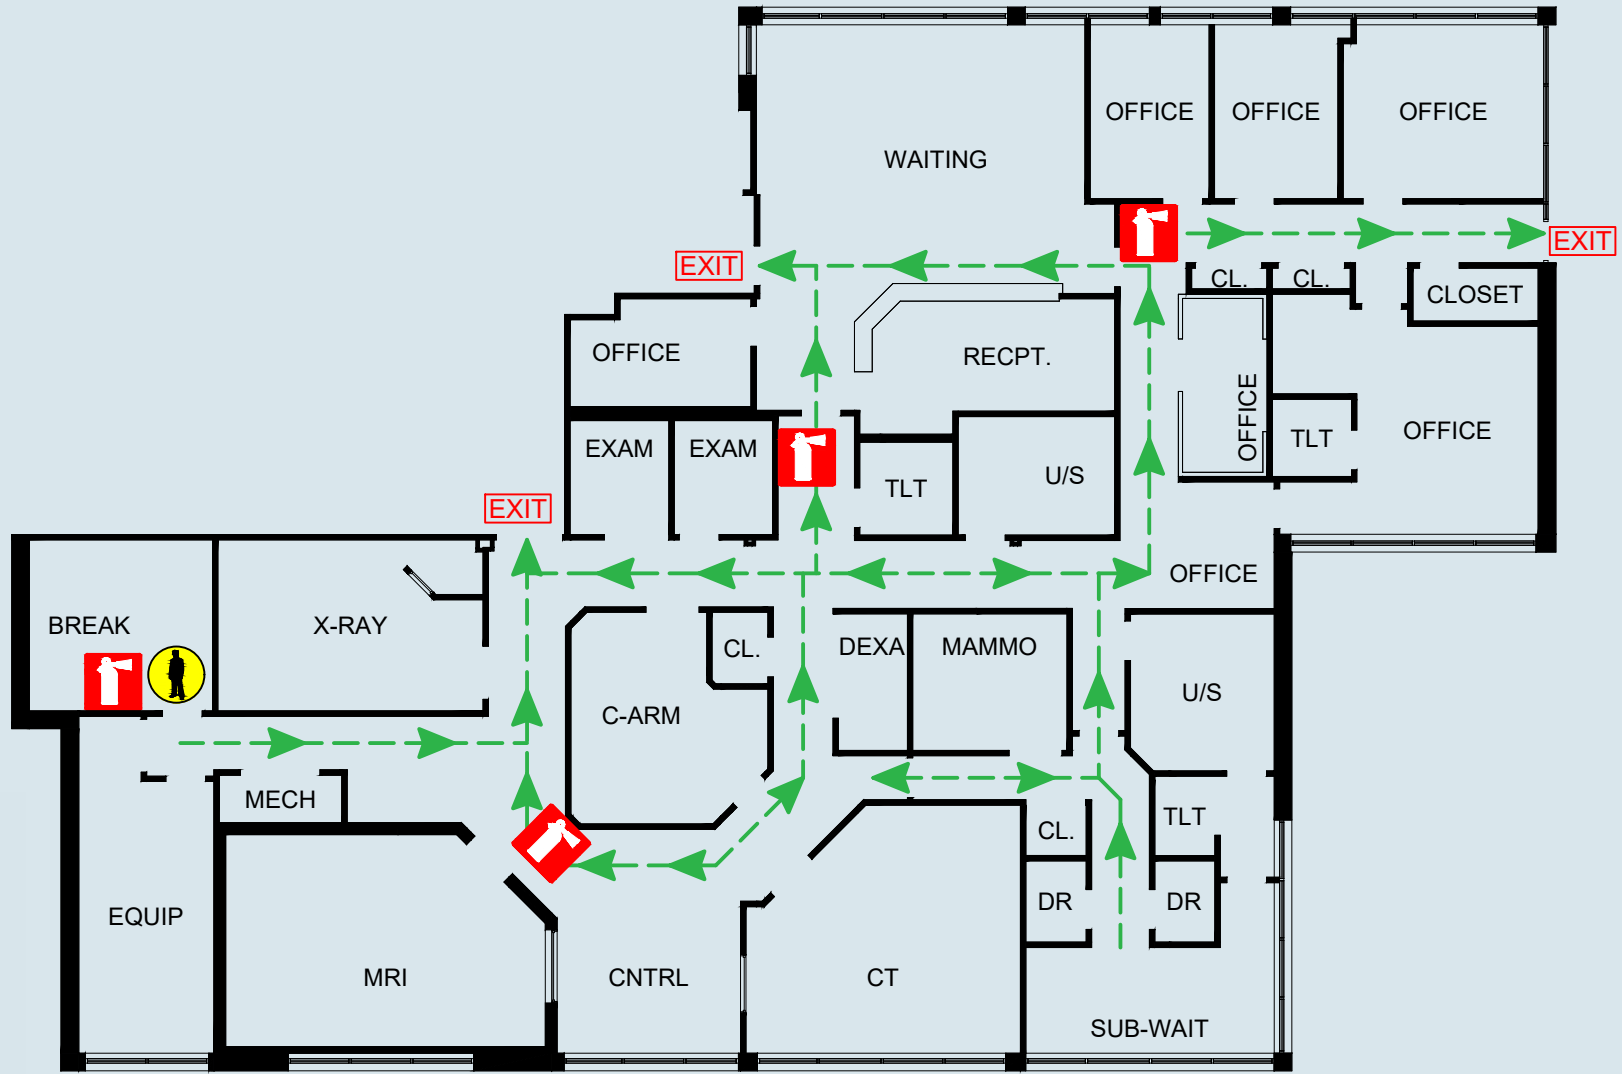 OFFICE
OFFICE
OFFICE
WAITING
EXIT
EXIT
CL.
CL.
CLOSET
OFFICE
RECPT.
OFFICE
TLT
OFFICE
EXAM
EXAM
TLT
U/S
EXIT
OFFICE
BREAK
X-RAY
CL.
DEXA
MAMMO
U/S
C-ARM
MECH
CL.
TLT
DR
DR
EQUIP
MRI
CNTRL
CT
SUB-WAIT